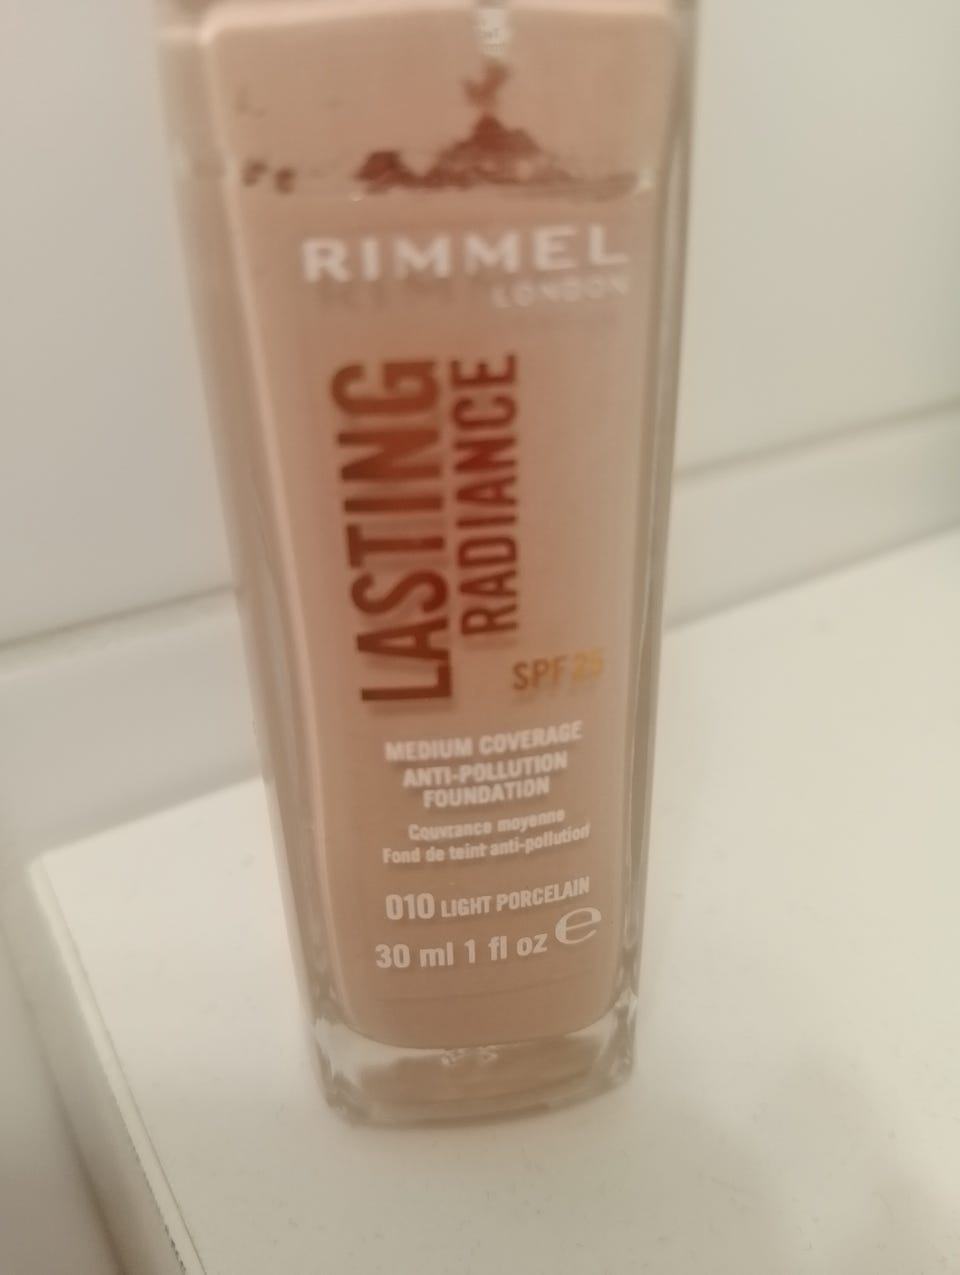 RIMMEL
LONDON
LASTING
RADIANCE
SPF 25
MEDIUM COVERAGE
ANTI-POLLUTION
FOUNDATION
Couvrance moyenne
Fond de teint anti-pollution
010 LIGHT PORCELAIN
30 ml 1 fl oz e